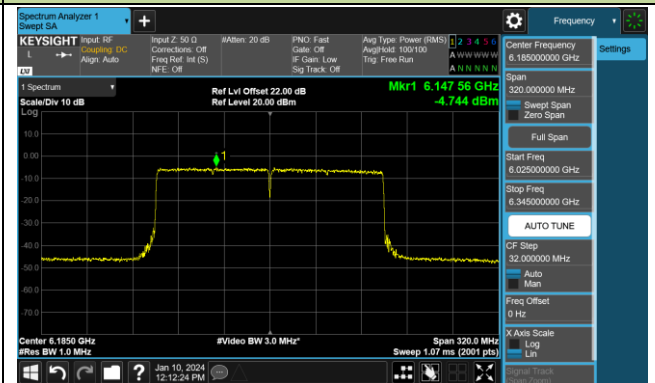 Spectrum Analyzer 1
Swept SA
Frequency
KEYSIGHT
L
Input: RF
Coupling: DC
Align: Auto
Input Z: 50 Ω
Corrections: Off
Freq Ref: Int (S)
NFE: Off
#Atten: 20 dB
PNO: Fast
Gate: Off
IF Gain: Low
Sig Track: Off
Avg Type: Power (RMS)
Avg|Hold: 100/100
Trig: Free Run
1 2 3 4 5 6
A W W W W W
A N N N N N
1 Spectrum
Scale/Div 10 dB
Ref Lvl Offset 22.00 dB
Ref Level 20.00 dBm
Mkr1 6.147 56 GHz
-4.744 dBm
Log
10.0
0.00
-10.0
-20.0
-30.0
-40.0
-50.0
-60.0
-70.0
1
Center 6.1850 GHz
#Res BW 1.0 MHz
#Video BW 3.0 MHz*
Span 320.0 MHz
Sweep 1.07 ms (2001 pts)
Jan 10, 2024
12:12:24 PM
Center Frequency
6.185000000 GHz
Settings
Span
320.000000 MHz
Swept Span
Zero Span
Full Span
Start Freq
6.025000000 GHz
Stop Freq
6.345000000 GHz
AUTO TUNE
CF Step
32.000000 MHz
Auto
Man
Freq Offset
0 Hz
X Axis Scale
Log
Lin
Signal Track
(Span Zoom)